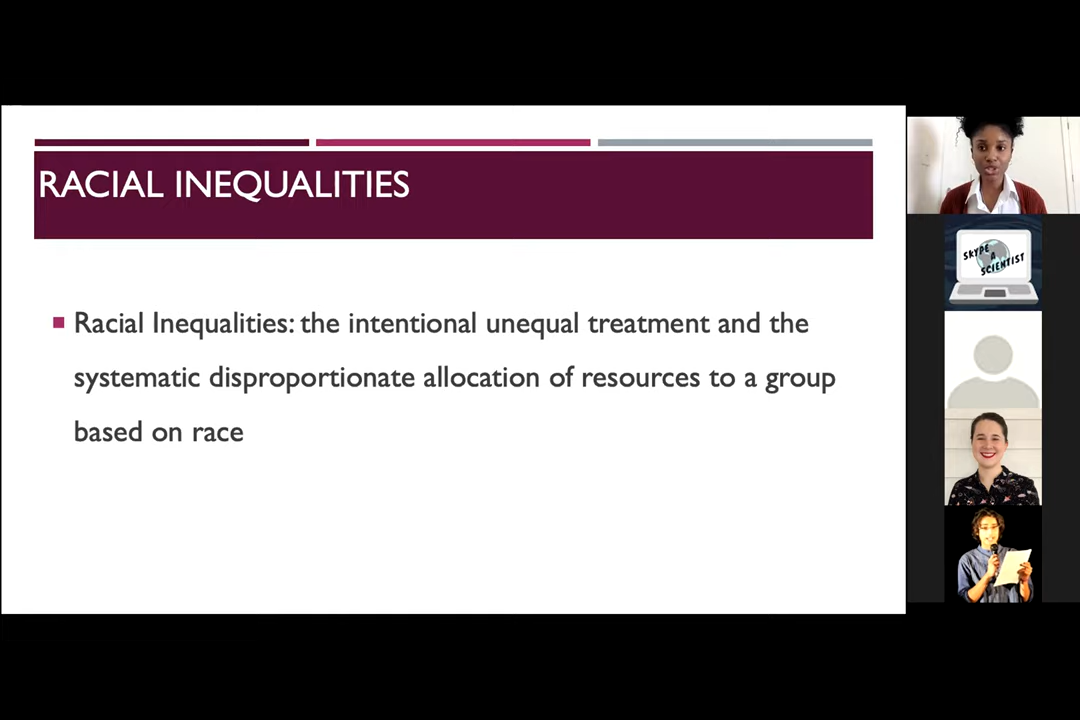 RACIAL INEQUALITIES
Racial Inequalities: the intentional unequal treatment and the
systematic disproportionate allocation of resources to a group
based on race
SKYPE
A
SCIENTIST